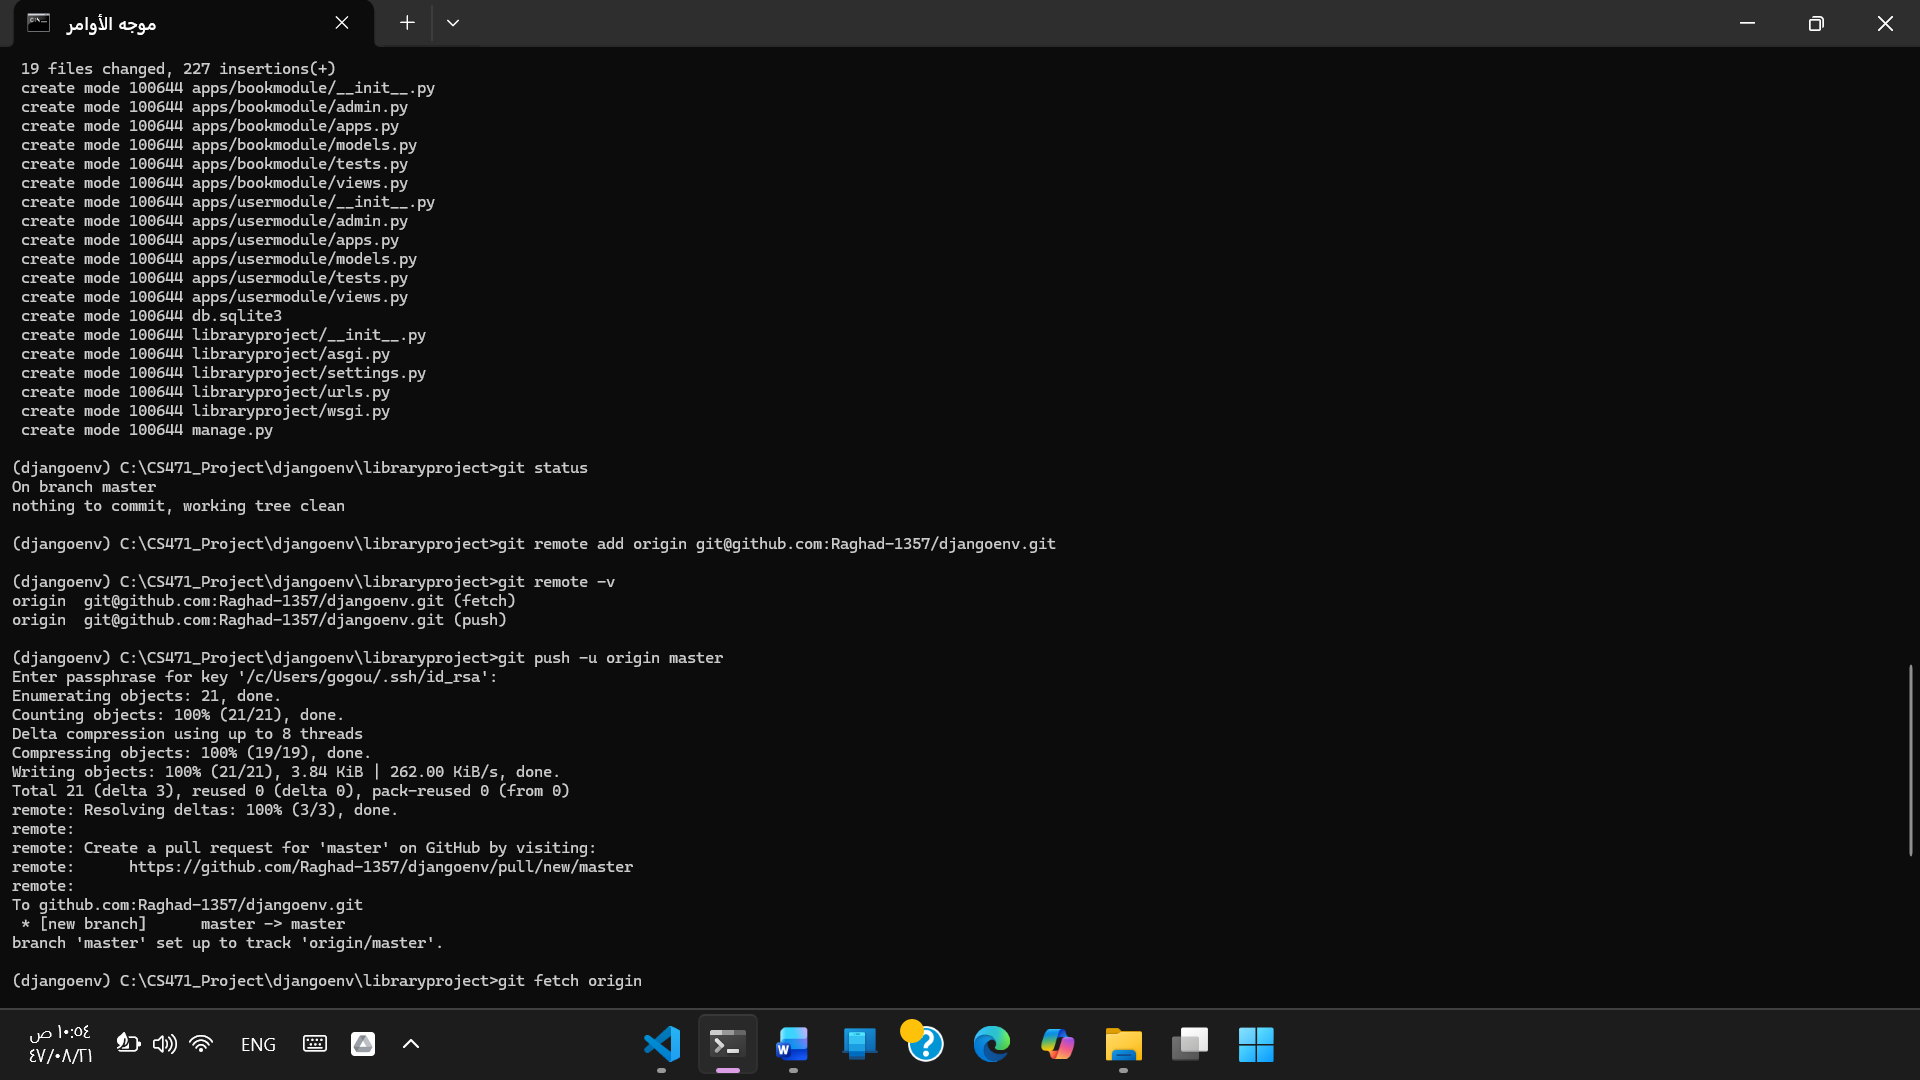 موجه الأوامر
19 files changed, 227 insertions(+)
create mode 100644 apps/bookmodule/__init__.py
create mode 100644 apps/bookmodule/admin.py
create mode 100644 apps/bookmodule/apps.py
create mode 100644 apps/bookmodule/models.py
create mode 100644 apps/bookmodule/tests.py
create mode 100644 apps/bookmodule/views.py
create mode 100644 apps/usermodule/__init__.py
create mode 100644 apps/usermodule/admin.py
create mode 100644 apps/usermodule/apps.py
create mode 100644 apps/usermodule/models.py
create mode 100644 apps/usermodule/tests.py
create mode 100644 apps/usermodule/views.py
create mode 100644 db.sqlite3
create mode 100644 libraryproject/__init__.py
create mode 100644 libraryproject/asgi.py
create mode 100644 libraryproject/settings.py
create mode 100644 libraryproject/urls.py
create mode 100644 libraryproject/wsgi.py
create mode 100644 manage.py
(djangoenv) C:\CS471_Project\djangoenv\libraryproject>git status
On branch master
nothing to commit, working tree clean
(djangoenv) C:\CS471_Project\djangoenv\libraryproject>git remote add origin git@github.com:Raghad-1357/djangoenv.git
(djangoenv) C:\CS471_Project\djangoenv\libraryproject>git remote -v
origin  git@github.com:Raghad-1357/djangoenv.git (fetch)
origin  git@github.com:Raghad-1357/djangoenv.git (push)
(djangoenv) C:\CS471_Project\djangoenv\libraryproject>git push -u origin master
Enter passphrase for key '/c/Users/gogou/.ssh/id_rsa':
Enumerating objects: 21, done.
Counting objects: 100% (21/21), done.
Delta compression using up to 8 threads
Compressing objects: 100% (19/19), done.
Writing objects: 100% (21/21), 3.84 KiB | 262.00 KiB/s, done.
Total 21 (delta 3), reused 0 (delta 0), pack-reused 0 (from 0)
remote: Resolving deltas: 100% (3/3), done.
remote:
remote: Create a pull request for 'master' on GitHub by visiting:
remote:      https://github.com/Raghad-1357/djangoenv/pull/new/master
remote:
To github.com:Raghad-1357/djangoenv.git
 * [new branch]      master -> master
branch 'master' set up to track 'origin/master'.
(djangoenv) C:\CS471_Project\djangoenv\libraryproject>git fetch origin
١٠:٥٤ ص
٤٧/٠٨/٢١
ENG
W